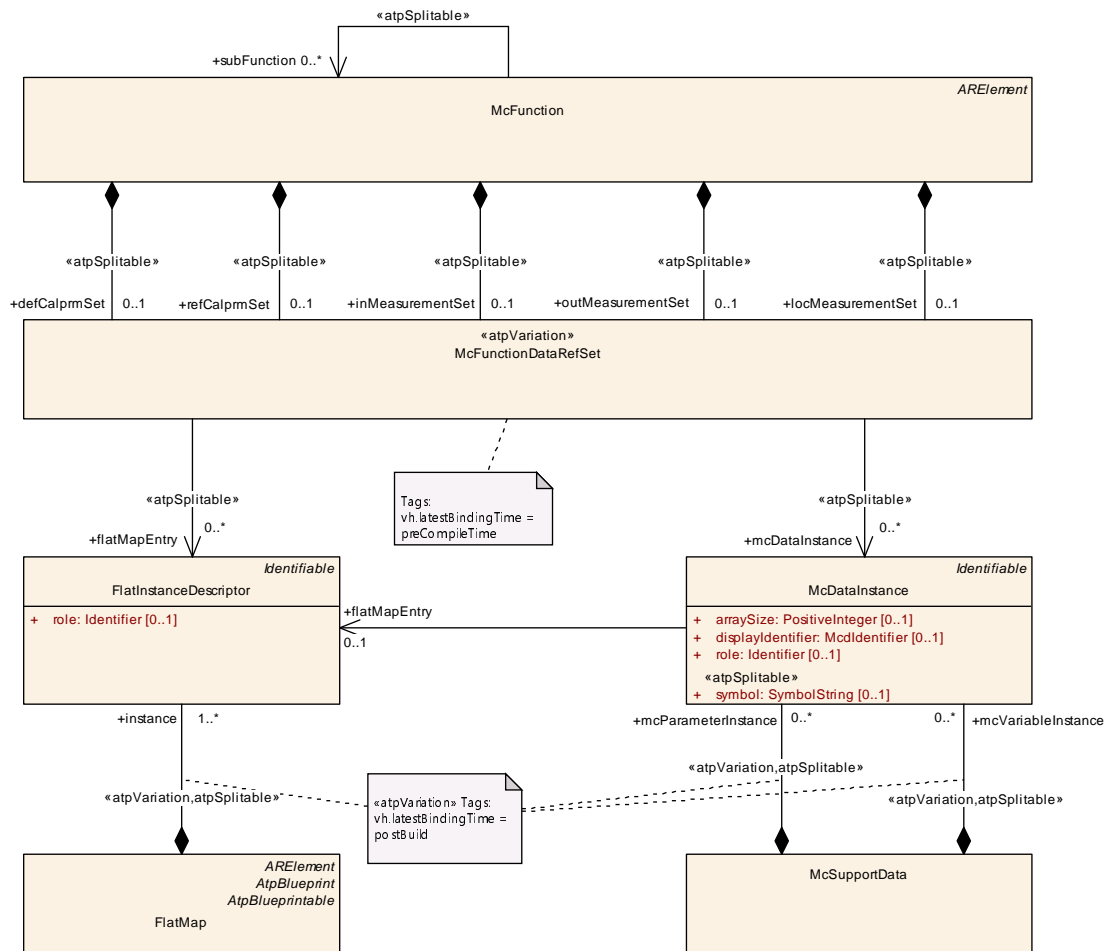 «atpSplitable»
+subFunction 0..*
ARElement
McFunction
«atpSplitable» «atpSplitable» «atpSplitable» «atpSplitable» «atpSplitable»
+defCalprmSet 0..1 +refCalprmSet 0..1 +inMeasurementSet 0..1 +outMeasurementSet 0..1 +locMeasurementSet 0..1
«atpVariation»
McFunctionDataRefSet
Tags:
vh.latestBindingTime =
preCompileTime
«atpSplitable» «atpSplitable»
0..* 0..*
+flatMapEntry +mcDataInstance
Identifiable
FlatInstanceDescriptor
+ role: Identifier [0..1]
+flatMapEntry
0..1
Identifiable
McDataInstance
+ arraySize: PositiveInteger [0..1]
+ displayIdentifier: McdIdentifier [0..1]
+ role: Identifier [0..1]
«atpSplitable»
+ symbol: SymbolString [0..1]
+instance 1..* +mcParameterInstance 0..* 0..* +mcVariableInstance
«atpVariation,atpSplitable»
«atpVariation,atpSplitable» «atpVariation,atpSplitable»
«atpVariation» Tags:
vh.latestBindingTime =
postBuild
ARElement
AtpBlueprint
AtpBlueprintable
FlatMap
McSupportData